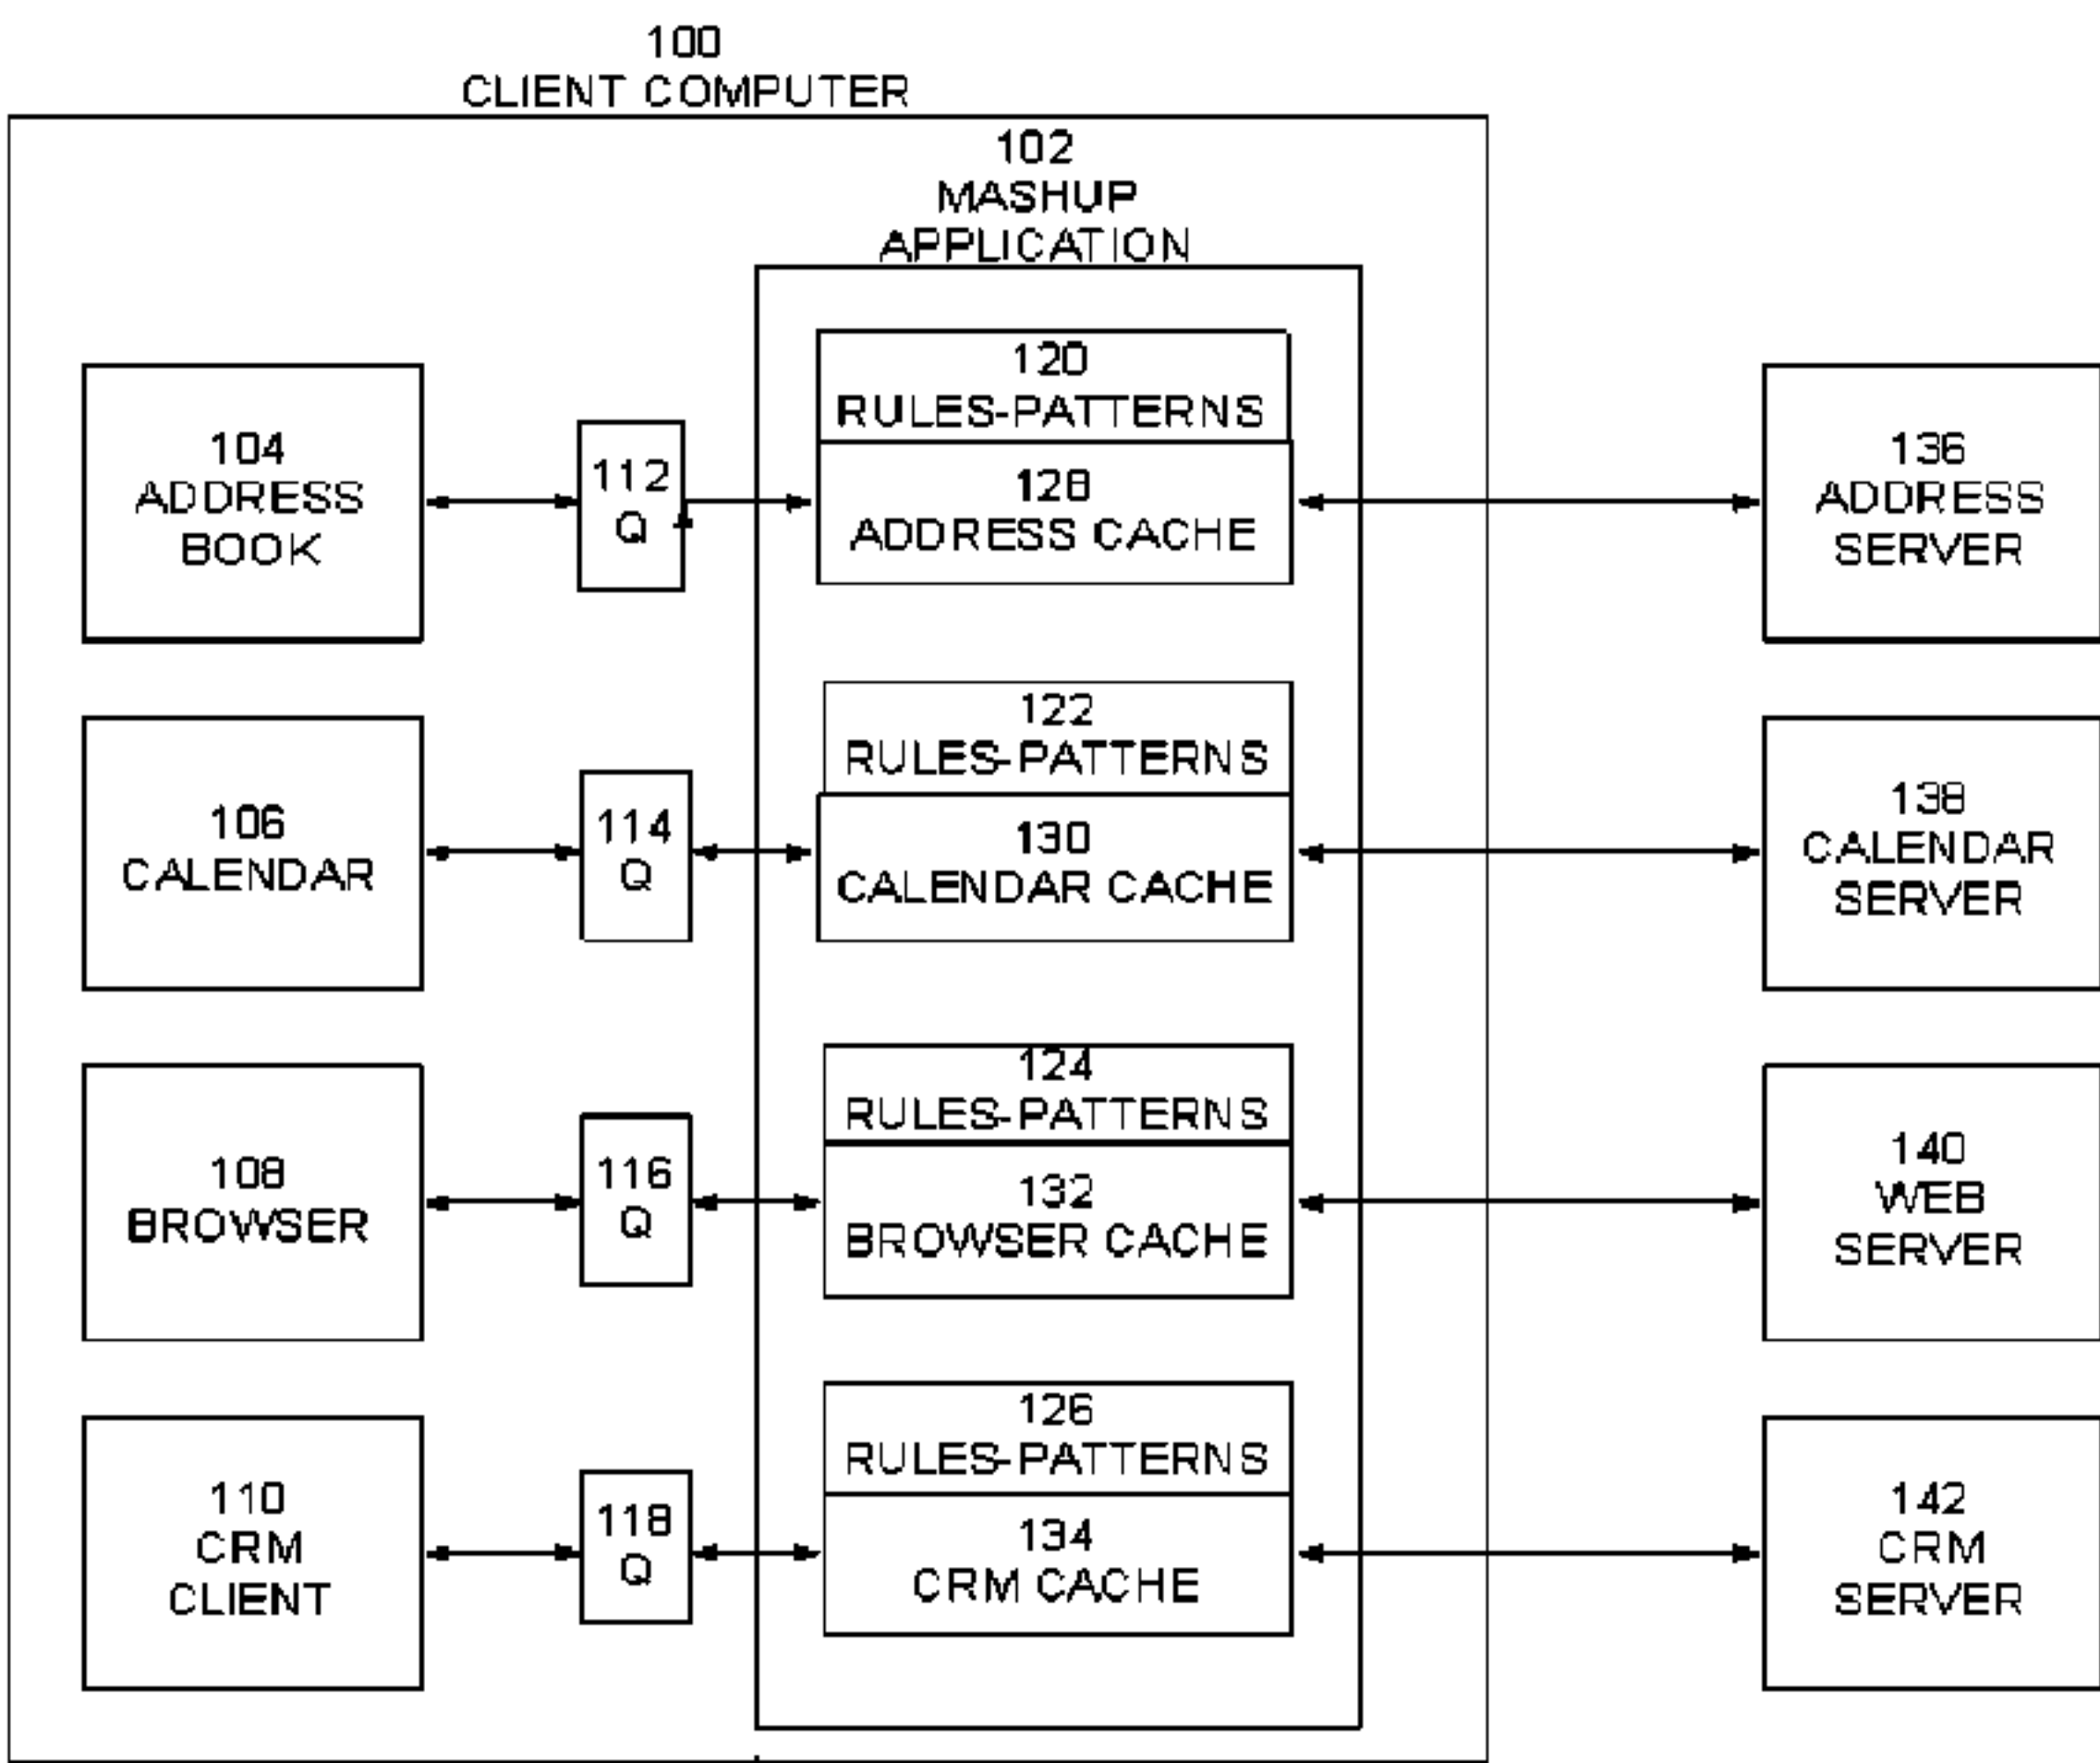 100
CLIENT COMPUTER
102
MASHUP
APPLICATION
104
ADDRESS
BOOK
112
Q
120
RULES-PATTERNS
128
ADDRESS CACHE
136
ADDRESS
SERVER
106
CALENDAR
114
Q
122
RULES-PATTERNS
130
CALENDAR CACHE
138
CALENDAR
SERVER
108
BROWSER
116
Q
124
RULES-PATTERNS
132
BROWSER CACHE
140
WEB
SERVER
110
CRM
CLIENT
118
Q
126
RULES-PATTERNS
134
CRM CACHE
142
CRM
SERVER